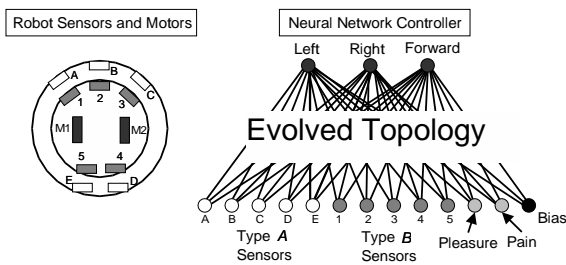 Robot Sensors and Motors
Neural Network Controller
Left Right Forward
A
B
C
1
2
3
M1
M2
5
4
E
D
Evolved Topology
A B C D E 1 2 3 4 5
Bias
Type A
Sensors
Type B
Sensors
Pleasure
Pain